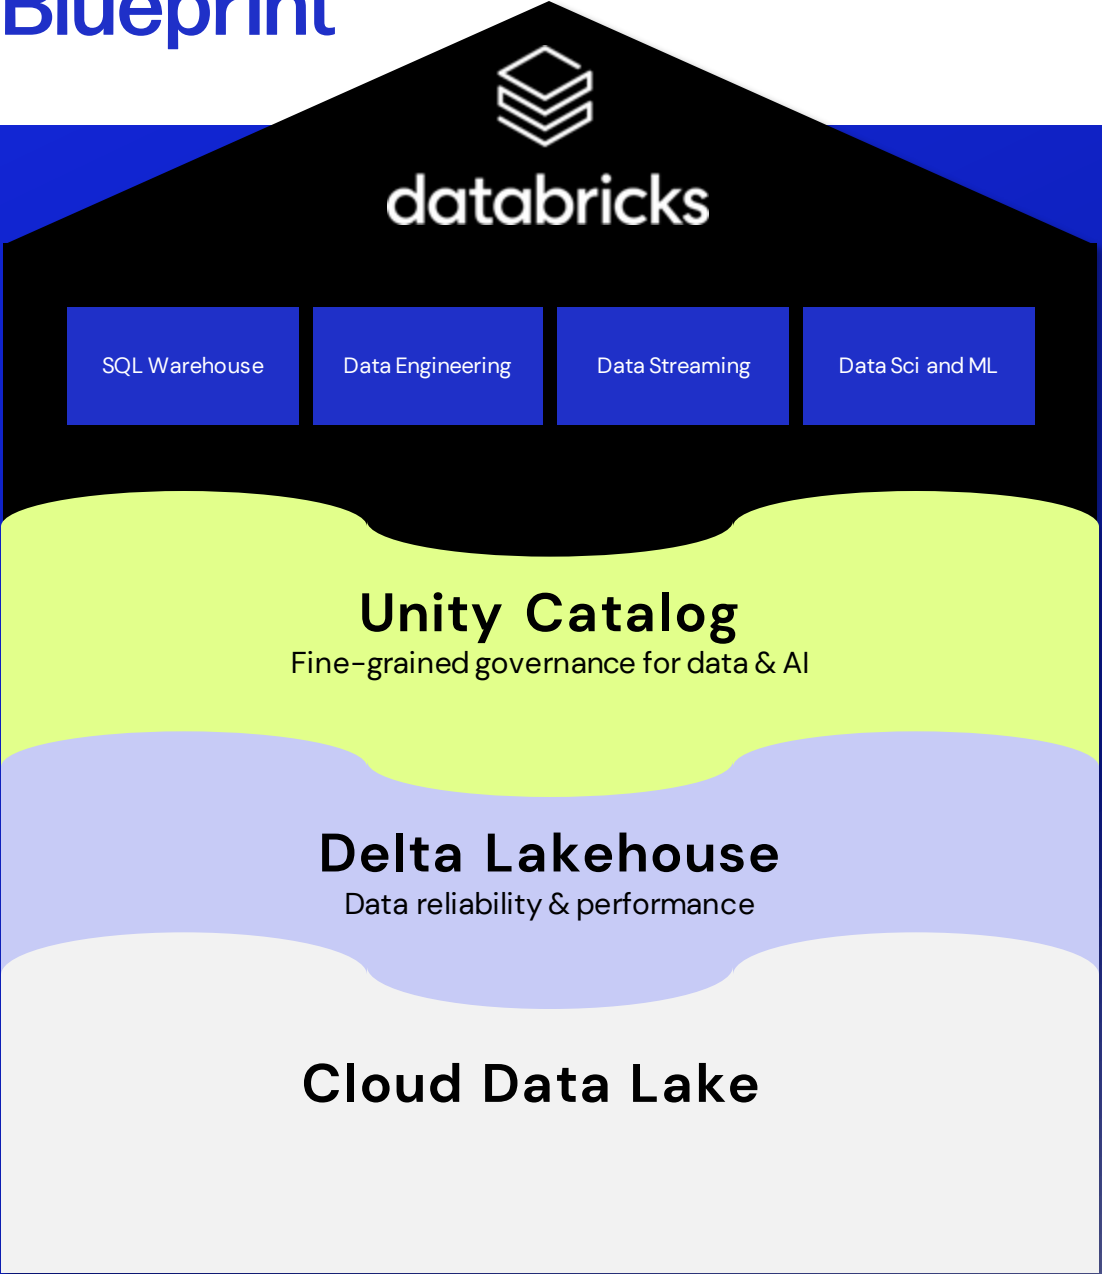 Blueprint
databricks
SQL Warehouse
Data Engineering
Data Streaming
Data Sci and ML
Unity Catalog
Fine-grained governance for data & AI
Delta Lakehouse
Data reliability & performance
Cloud Data Lake